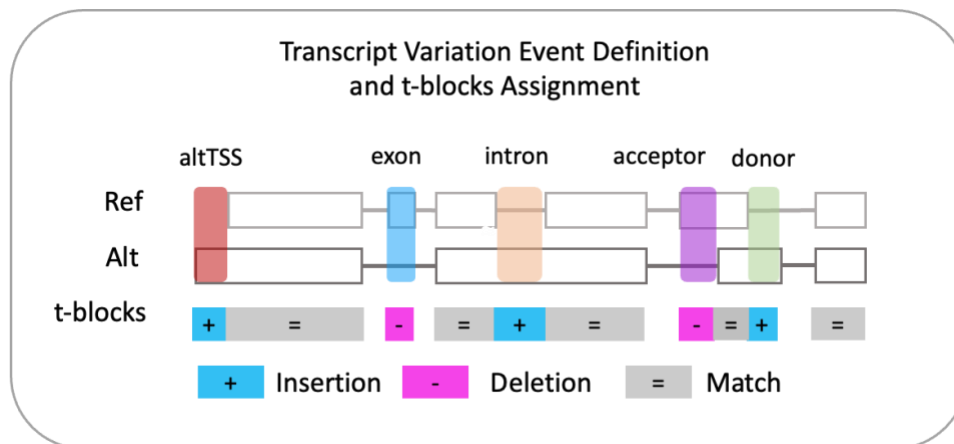 Transcript Variation Event Definition
and t-blocks Assignment
altTSS exon intron acceptor donor
Ref
Alt
t-blocks + = - = + = - = + =
+ Insertion - Deletion = Match